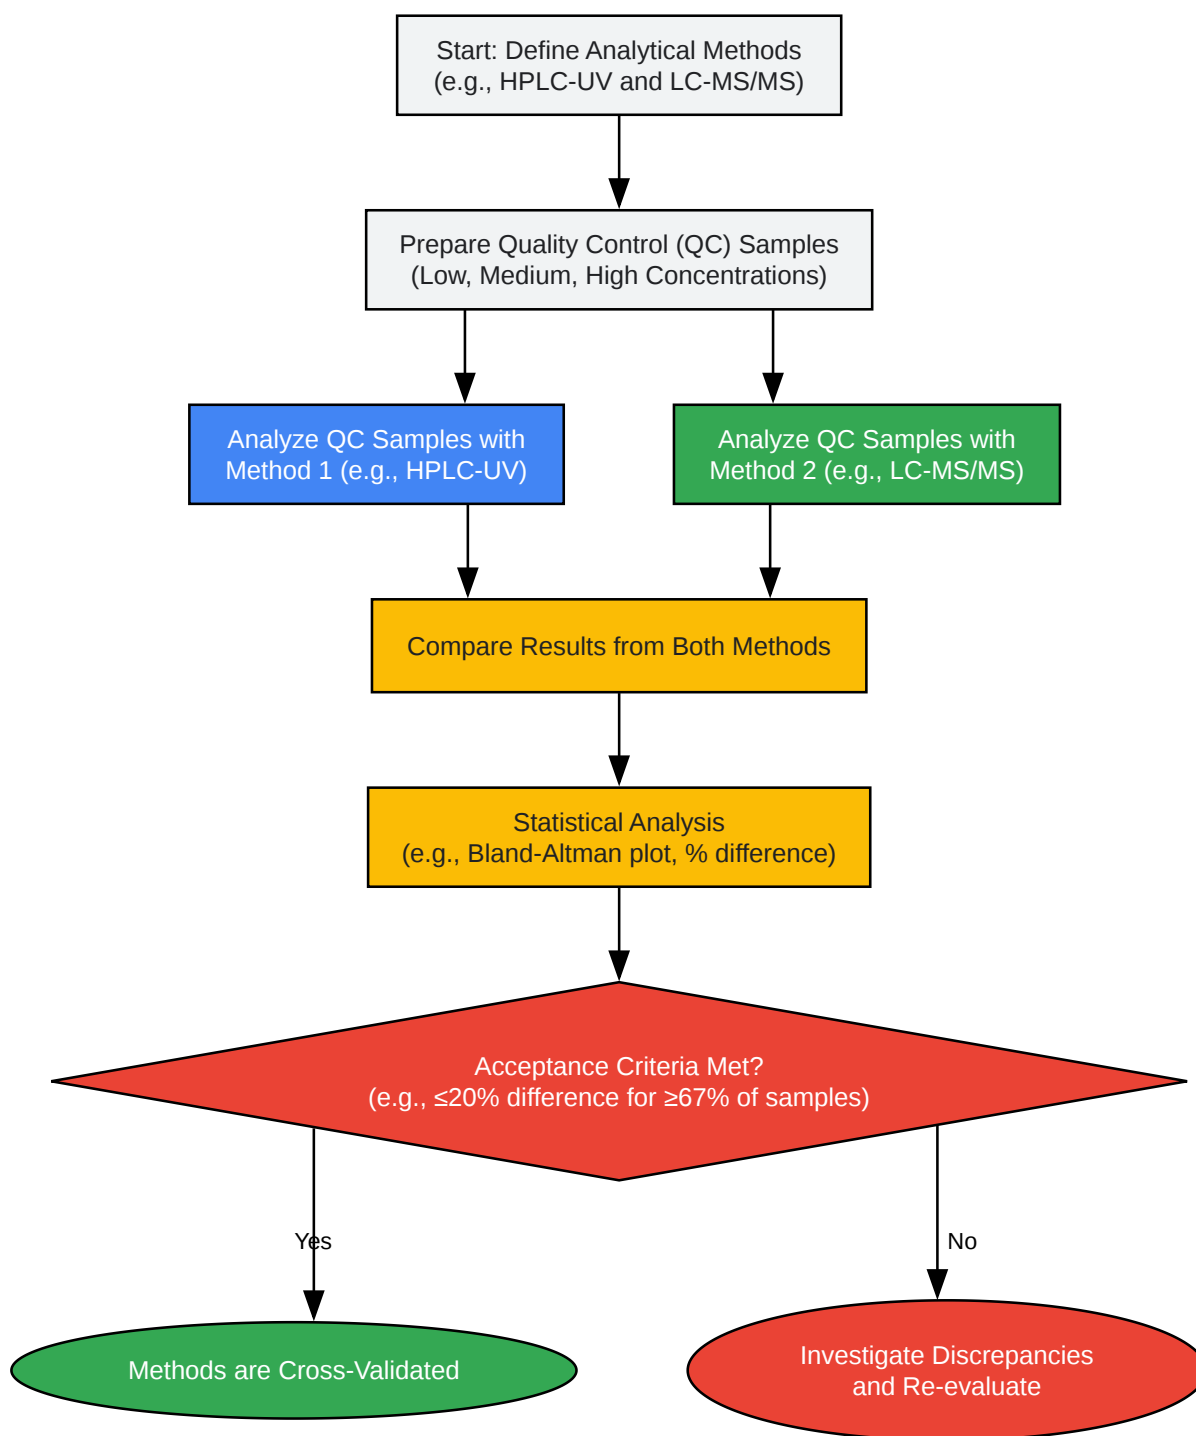 Start: Define Analytical Methods
(e.g., HPLC-UV and LC-MS/MS)
Prepare Quality Control (QC) Samples
(Low, Medium, High Concentrations)
Analyze QC Samples with
Method 1 (e.g., HPLC-UV)
Analyze QC Samples with
Method 2 (e.g., LC-MS/MS)
Compare Results from Both Methods
Statistical Analysis
(e.g., Bland-Altman plot, % difference)
Acceptance Criteria Met?
(e.g., ≤20% difference for ≥67% of samples)
Yes
No
Methods are Cross-Validated
Investigate Discrepancies
and Re-evaluate